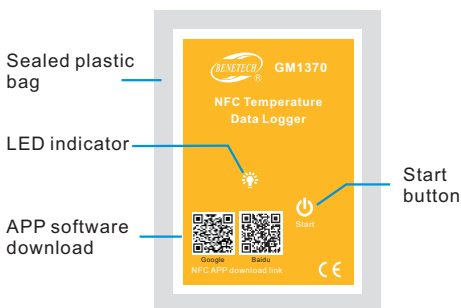 Sealed plastic
bag
LED indicator
APP software
download
BENETECH ®
GM1370
NFC Temperature
Data Logger
Start
Google Baidu
NFC APP download link
CE
Start
button